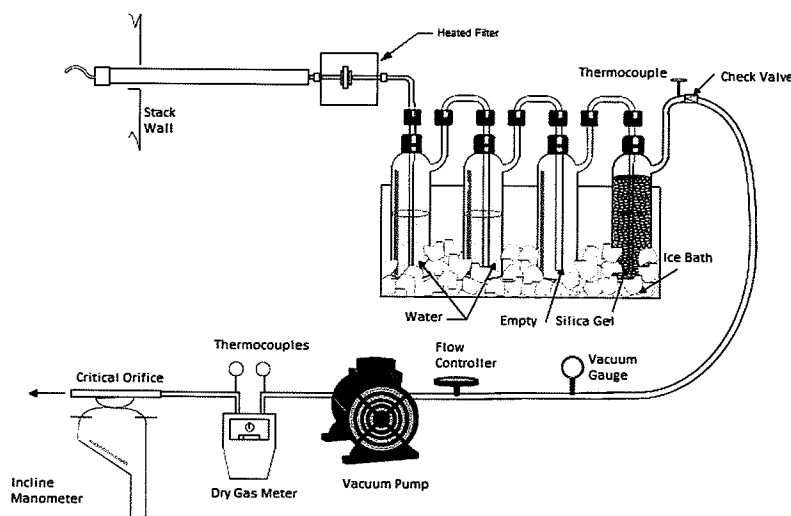 Heated Filter
Thermocouple
Check Valve
Stack
Wall
Ice Bath
Water
Empty
Silica Gel
Thermocouples
Flow
Controller
Vacuum
Gauge
Critical Orifice
Incline
Manometer
Dry Gas Meter
Vacuum Pump